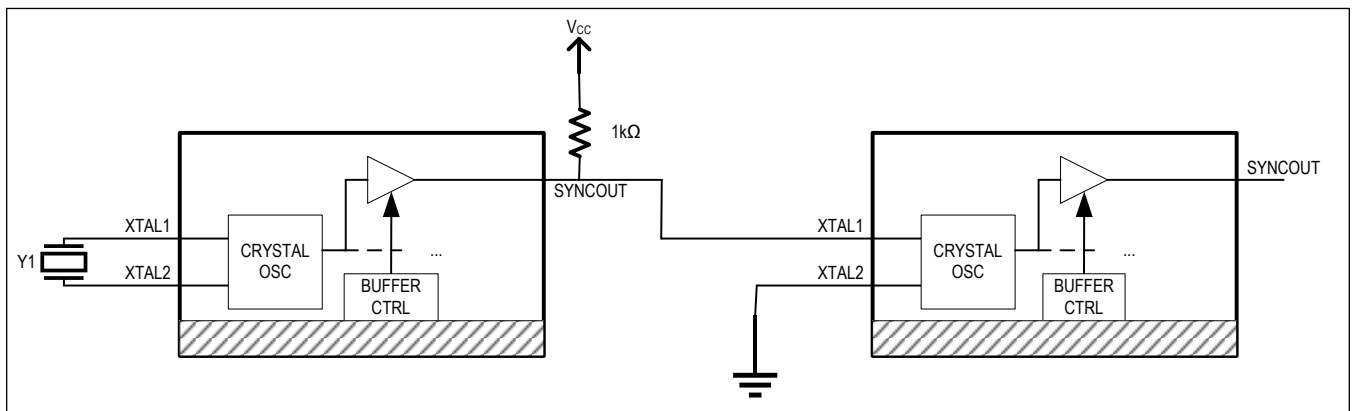 VCC
1kΩ
SYNCOUT
SYNCOUT
XTAL1
XTAL1
Y1
CRYSTAL
OSC
...
CRYSTAL
OSC
...
XTAL2
XTAL2
BUFFER
CTRL
BUFFER
CTRL